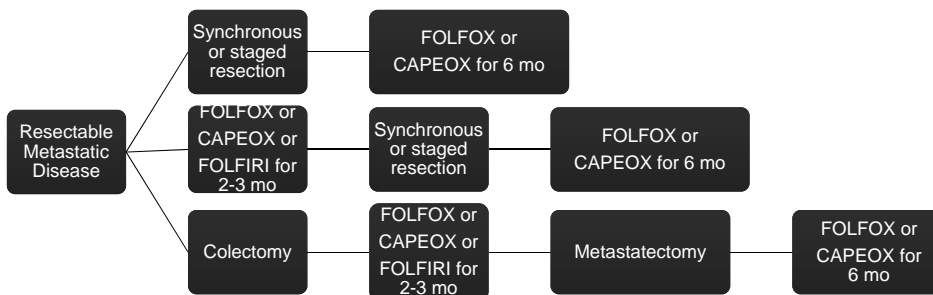 Resectable
Metastatic
Disease
Synchronous
or staged
resection
FOLFOX or
CAPEOX for 6 mo
FOLFOX or
CAPEOX or
FOLFIRI for
2-3 mo
Synchronous
or staged
resection
FOLFOX or
CAPEOX for 6 mo
Colectomy
FOLFOX or
CAPEOX or
FOLFIRI for
2-3 mo
Metastatectomy
FOLFOX or
CAPEOX for
6 mo